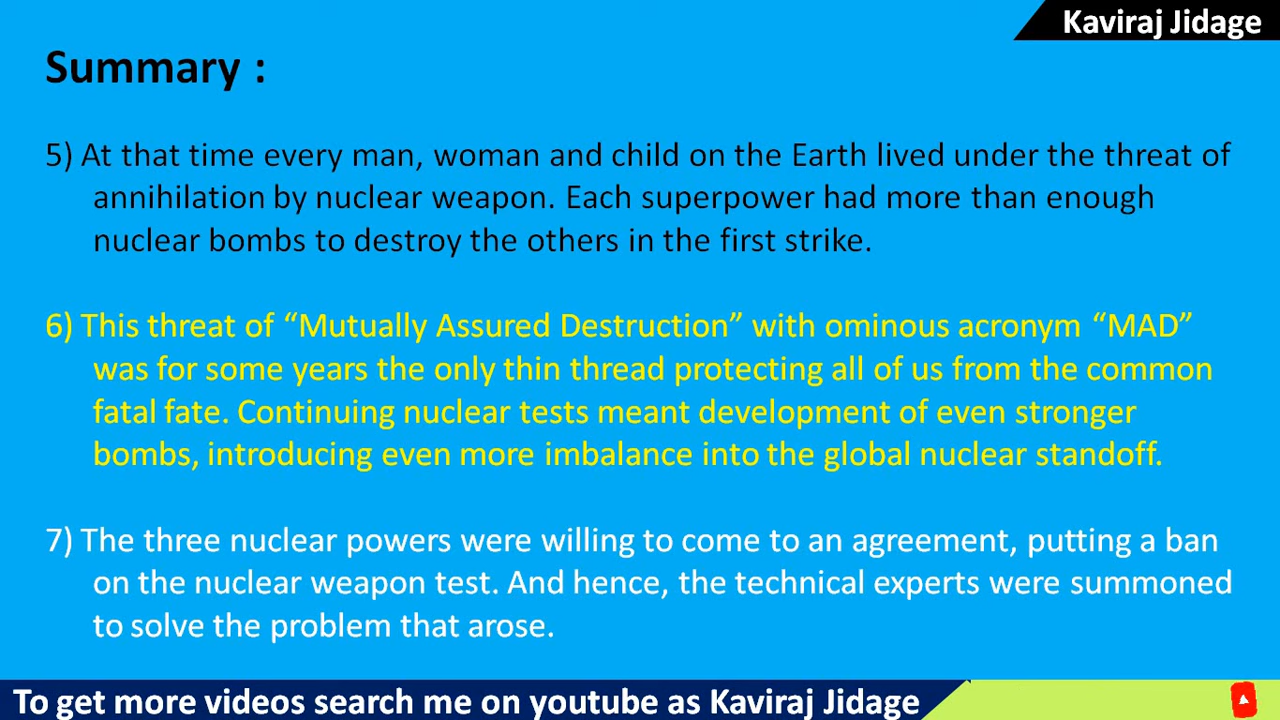 Kaviraj Jidage
Summary :
5) At that time every man, woman and child on the Earth lived under the threat of
annihilation by nuclear weapon. Each superpower had more than enough
nuclear bombs to destroy the others in the first strike.
6) This threat of “Mutually Assured Destruction” with ominous acronym “MAD”
was for some years the only thin thread protecting all of us from the common
fatal fate. Continuing nuclear tests meant development of even stronger
bombs, introducing even more imbalance into the global nuclear standoff.
7) The three nuclear powers were willing to come to an agreement, putting a ban
on the nuclear weapon test. And hence, the technical experts were summoned
to solve the problem that arose.
To get more videos search me on youtube as Kaviraj Jidage